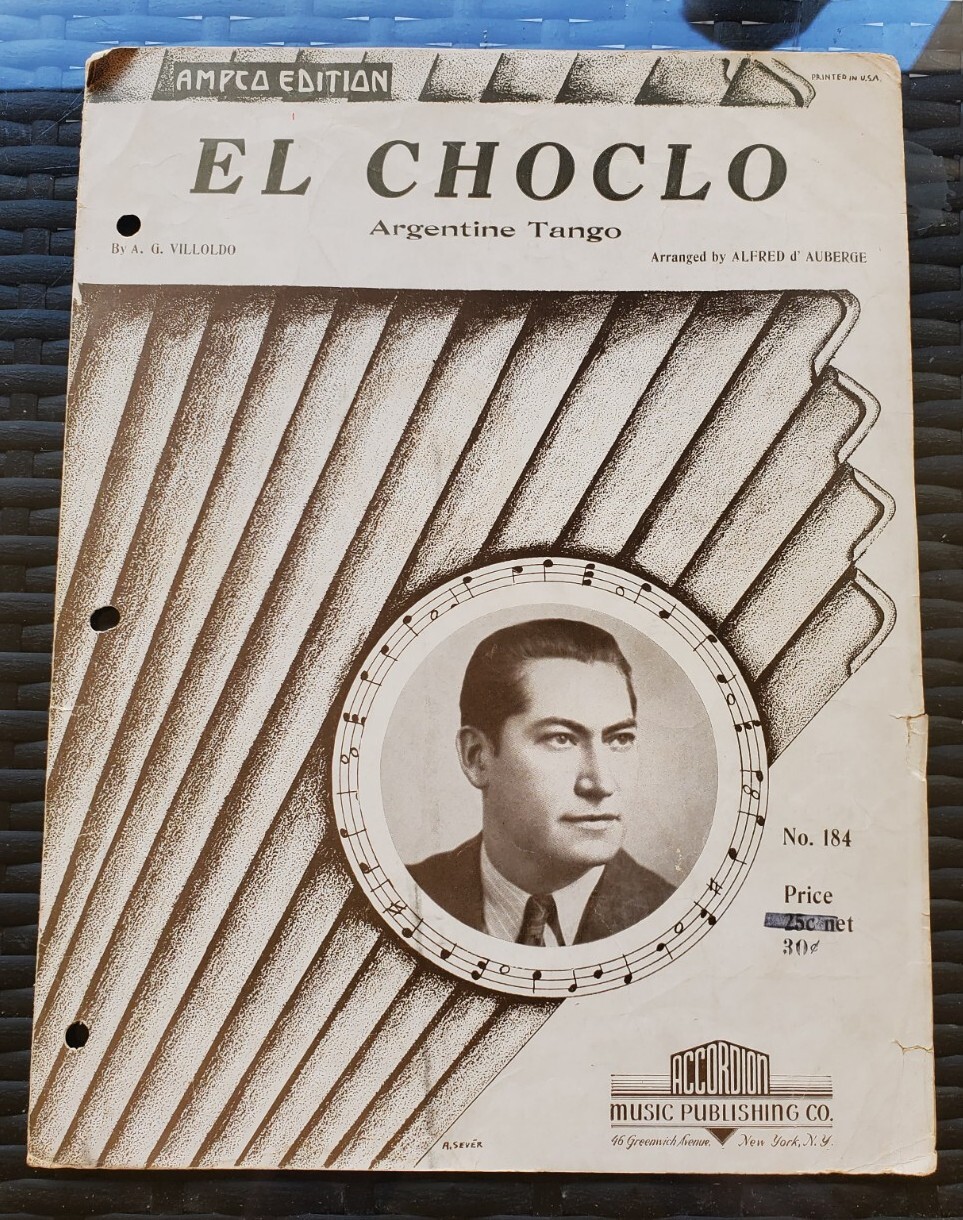 AMPCO EDITION
PRINTED IN U.S.A.
EL CHOCLO
Argentine Tango
By A. G. VILLOLDO
Arranged by ALFRED d' AUBERGE
No. 184
Price
25c net
30¢
ACCORDION
MUSIC PUBLISHING CO.
46 Greenwich Avenue, New York, N.Y.
A. SEVÉR